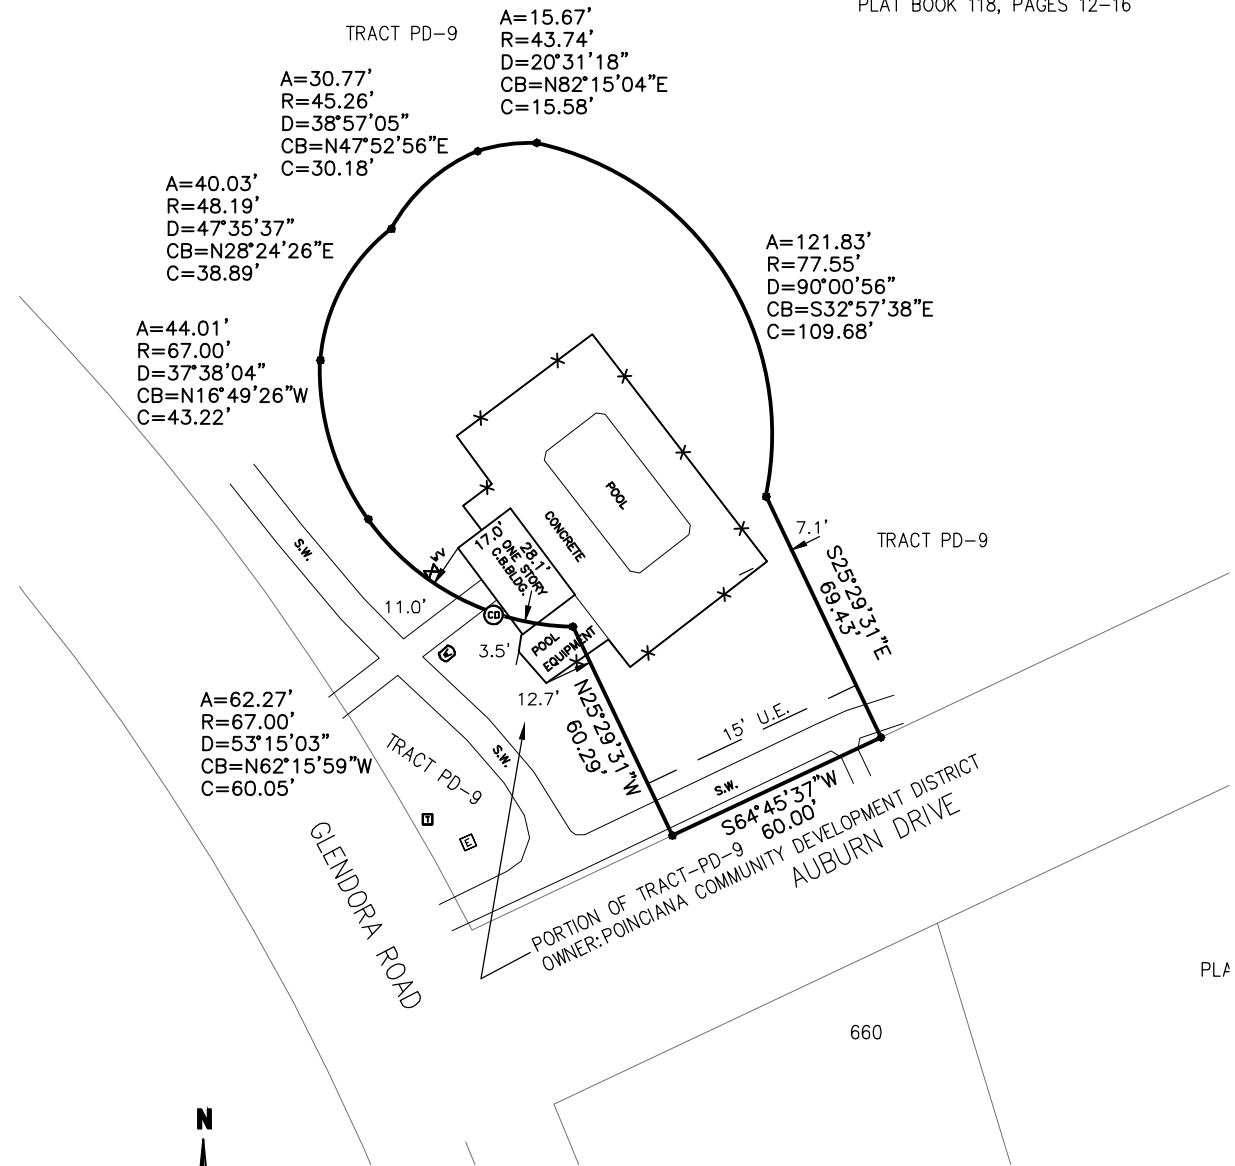 PLAT BOOK 118, PAGES 12-16
TRACT PD-9
A=15.67'
R=43.74'
D=20°31'18"
CB=N82°15'04"E
C=15.58'
A=30.77'
R=45.26'
D=38°57'05"
CB=N47°52'56"E
C=30.18'
A=40.03'
R=48.19'
D=47°35'37"
CB=N28°24'26"E
C=38.89'
A=121.83'
R=77.55'
D=90°00'56"
CB=S32°57'38"E
C=109.68'
A=44.01'
R=67.00'
D=37°38'04"
CB=N16°49'26"W
C=43.22'
POOL
CONCRETE
7.1'
TRACT PD-9
S25°29'31"E
69.43'
S.W.
17.0'
28.1'
ONE STORY
C.B.BLDG.
WV
11.0'
CO
3.5'
POOL
EQUIPMENT
12.7'
N25°29'31"W
60.29'
15' U.E.
A=62.27'
R=67.00'
D=53°15'03"
CB=N62°15'59"W
C=60.05'
TRACT PD-9
S.W.
S.W.
T
E
S64°45'37"W
60.00'
PORTION OF TRACT-PD-9
OWNER:POINCIANA COMMUNITY DEVELOPMENT DISTRICT
AUBURN DRIVE
GLENDORA ROAD
660
PLA
N